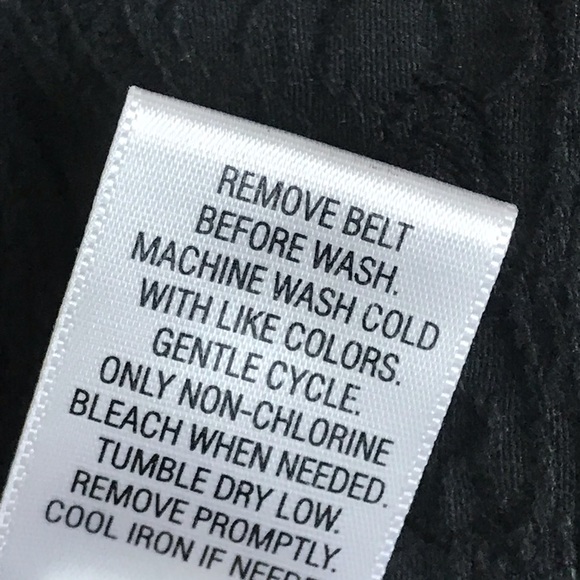 REMOVE BELT
BEFORE WASH.
MACHINE WASH COLD
WITH LIKE COLORS.
GENTLE CYCLE.
ONLY NON-CHLORINE
BLEACH WHEN NEEDED.
TUMBLE DRY LOW.
REMOVE PROMPTLY.
COOL IRON IF